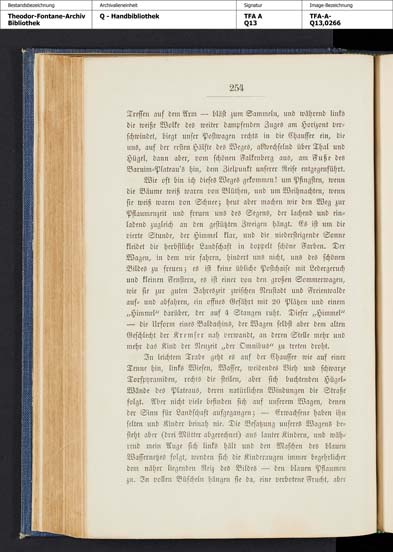 Bestandsbezeichnung
Archivalieneinheit
Signatur
Image-Bezeichnung
Theodor-Fontane-Archiv
Bibliothek
Q - Handbibliothek
TFA A
Q13
TFA-A-
Q13,0266
254
Treffen auf dem Arm — bläst zum Sammeln, und während links
die weiße Wolke des weiter dampfenden Zuges am Horizont ver-
schwindet, biegt unser Postwagen rechts in die Chaussee ein, die
uns, auf der ersten Hälfte des Weges, abwechselnd über Thal und
Hügel, dann aber, vom schönen Falkenberg aus, am Fuße des
Barnim-Plateau's hin, dem Zielpunkt unserer Reise entgegenführt.
Wie oft bin ich dieses Weges gekommen! um Pfingsten, wenn
die Bäume weiß waren von Blüthen, und um Weihnachten, wenn
sie weiß waren von Schnee; heut aber machen wir den Weg zur
Pflaumenzeit und freuen uns des Segens, der lachend und ein-
ladend zugleich an den gestützten Zweigen hängt. Es ist um die
vierte Stunde, der Himmel klar, und die niedersteigende Sonne
kleidet die herbstliche Landschaft in doppelt schöne Farben. Der
Wagen, in dem wir fahren, hindert uns nicht, uns des schönen
Bildes zu freuen; es ist keine übliche Postchaise mit Ledergeruch
und kleinen Fenstern, es ist einer von den großen Sommerwagen,
wie sie zur guten Jahreszeit zwischen Neustadt und Freienwalde
auf- und abfahren, ein offnes Gefährt mit 20 Plätzen und einem
„Himmel“ darüber, der auf 4 Stangen ruht. Dieser „Himmel“
— die Urform eines Baldachins, der Wagen selbst aber dem alten
Geschlecht der Kremser nah verwandt, an deren Stelle mehr und
mehr das Kind der Neuzeit „der Omnibus“ zu treten droht.
In leichtem Trabe geht es auf der Chaussee wie auf einer
Tenne hin, links Wiesen, Wasser, weidendes Vieh und schwarze
Torfpyramiden, rechts die steilen, aber sich buchtenden Hügel-
Wände des Plateaus, deren natürlichen Windungen die Straße
folgt. Aber nicht viele befinden sich auf unserem Wagen, denen
der Sinn für Landschaft aufgegangen; — Erwachsene haben ihn
selten und Kinder beinah nie. Die Besatzung unseres Wagens be-
steht aber (drei Mütter abgerechnet) aus lauter Kindern, und wäh-
rend mein Auge sich links hält und den Maschen des blauen
Wassernetzes folgt, wenden sich die Kinderaugen immer begehrlicher
dem näher liegenden Reiz des Bildes — den blauen Pflaumen
zu. In vollen Büscheln hängen sie da, eine verbotene Frucht, aber